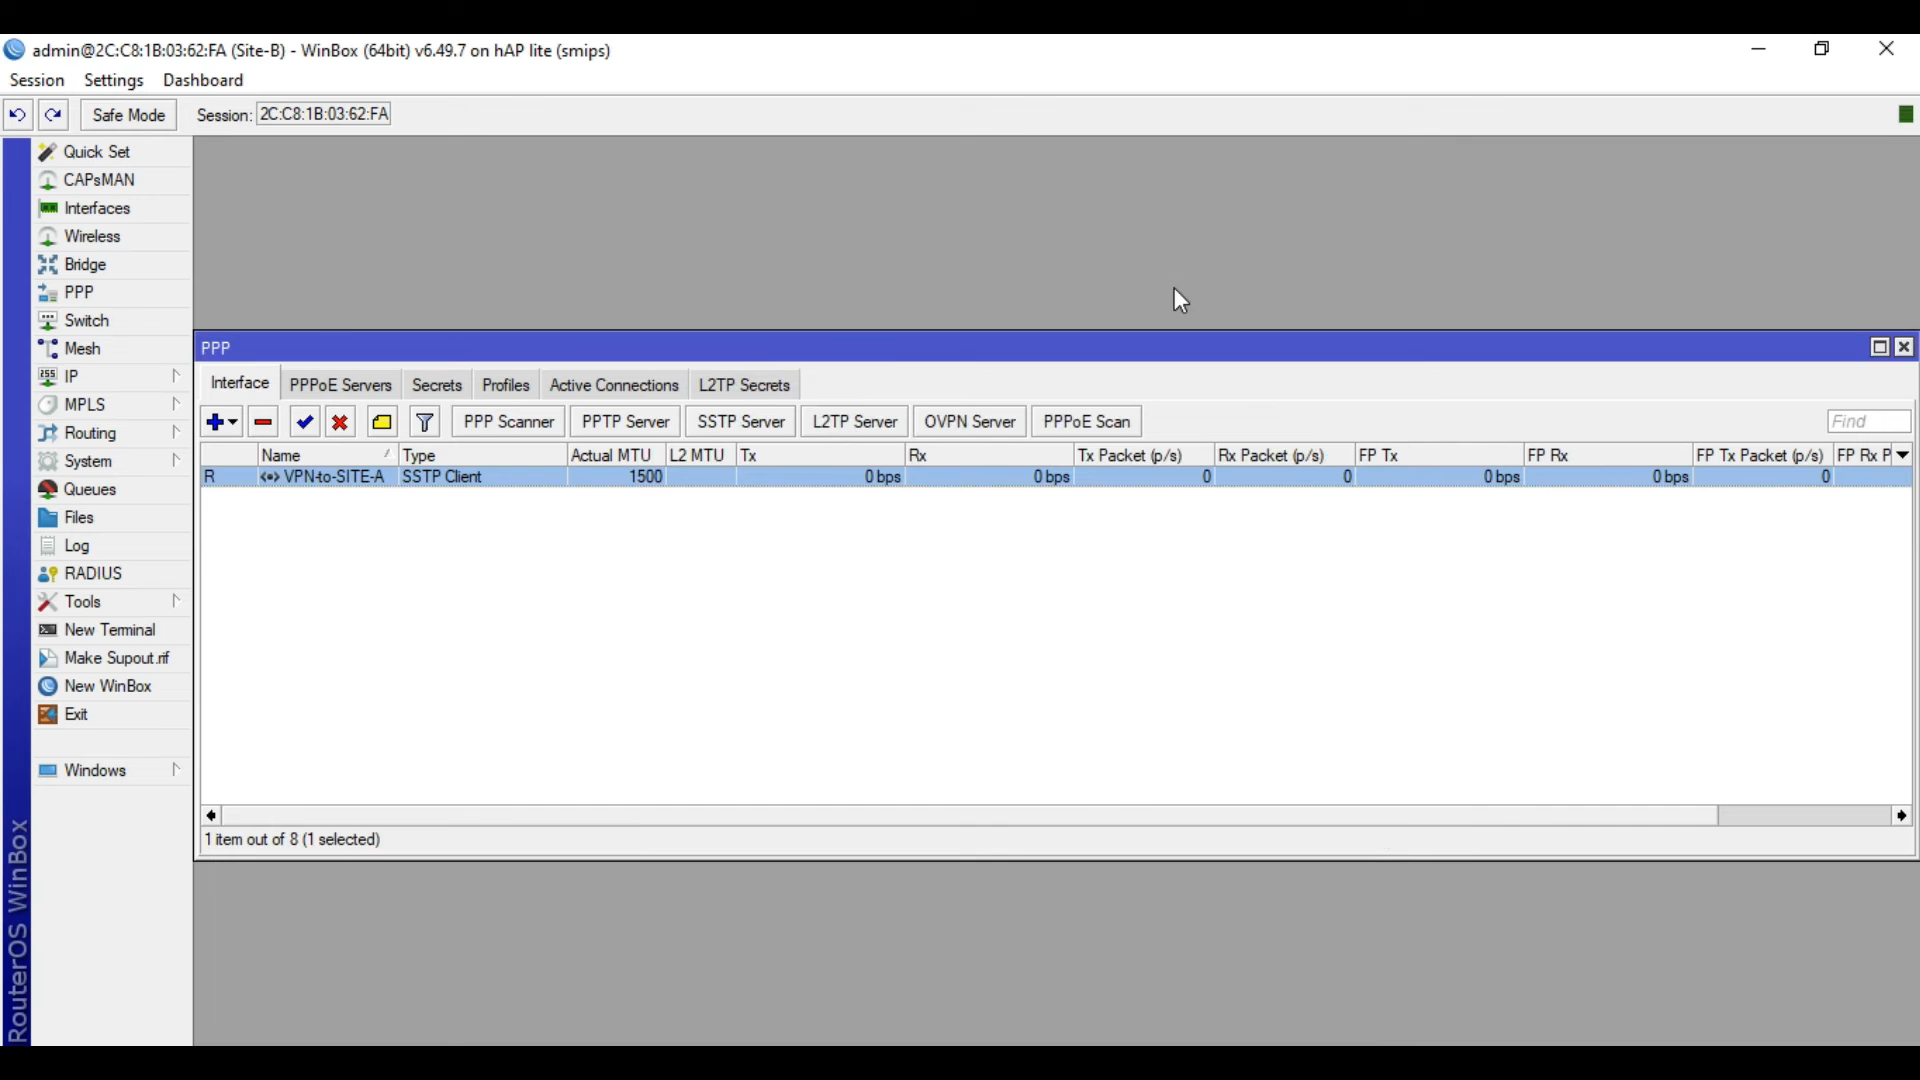 admin@2C:C8:1B:03:62:FA (Site-B) - WinBox (64bit) v6.49.7 on hAP lite (smips)
Session Settings Dashboard
Safe Mode Session: 2C:C8:1B:03:62:FA
Quick Set
CAPsMAN
Interfaces
Wireless
Bridge
PPP
Switch
Mesh
255 IP
MPLS
Routing
System
Queues
Files
Log
RADIUS
Tools
New Terminal
Make Supout.rif
New WinBox
Exit
Windows
RouterOS WinBox
PPP
Interface PPPoE Servers Secrets Profiles Active Connections L2TP Secrets
PPP Scanner PPTP Server SSTP Server L2TP Server OVPN Server PPPoE Scan Find
Name Type Actual MTU L2 MTU Tx Rx Tx Packet (p/s) Rx Packet (p/s) FP Tx FP Rx FP Tx Packet (p/s) FP Rx P
R VPN-to-SITE-A SSTP Client 1500 0 bps 0 bps 0 0 0 bps 0 bps 0
1 item out of 8 (1 selected)